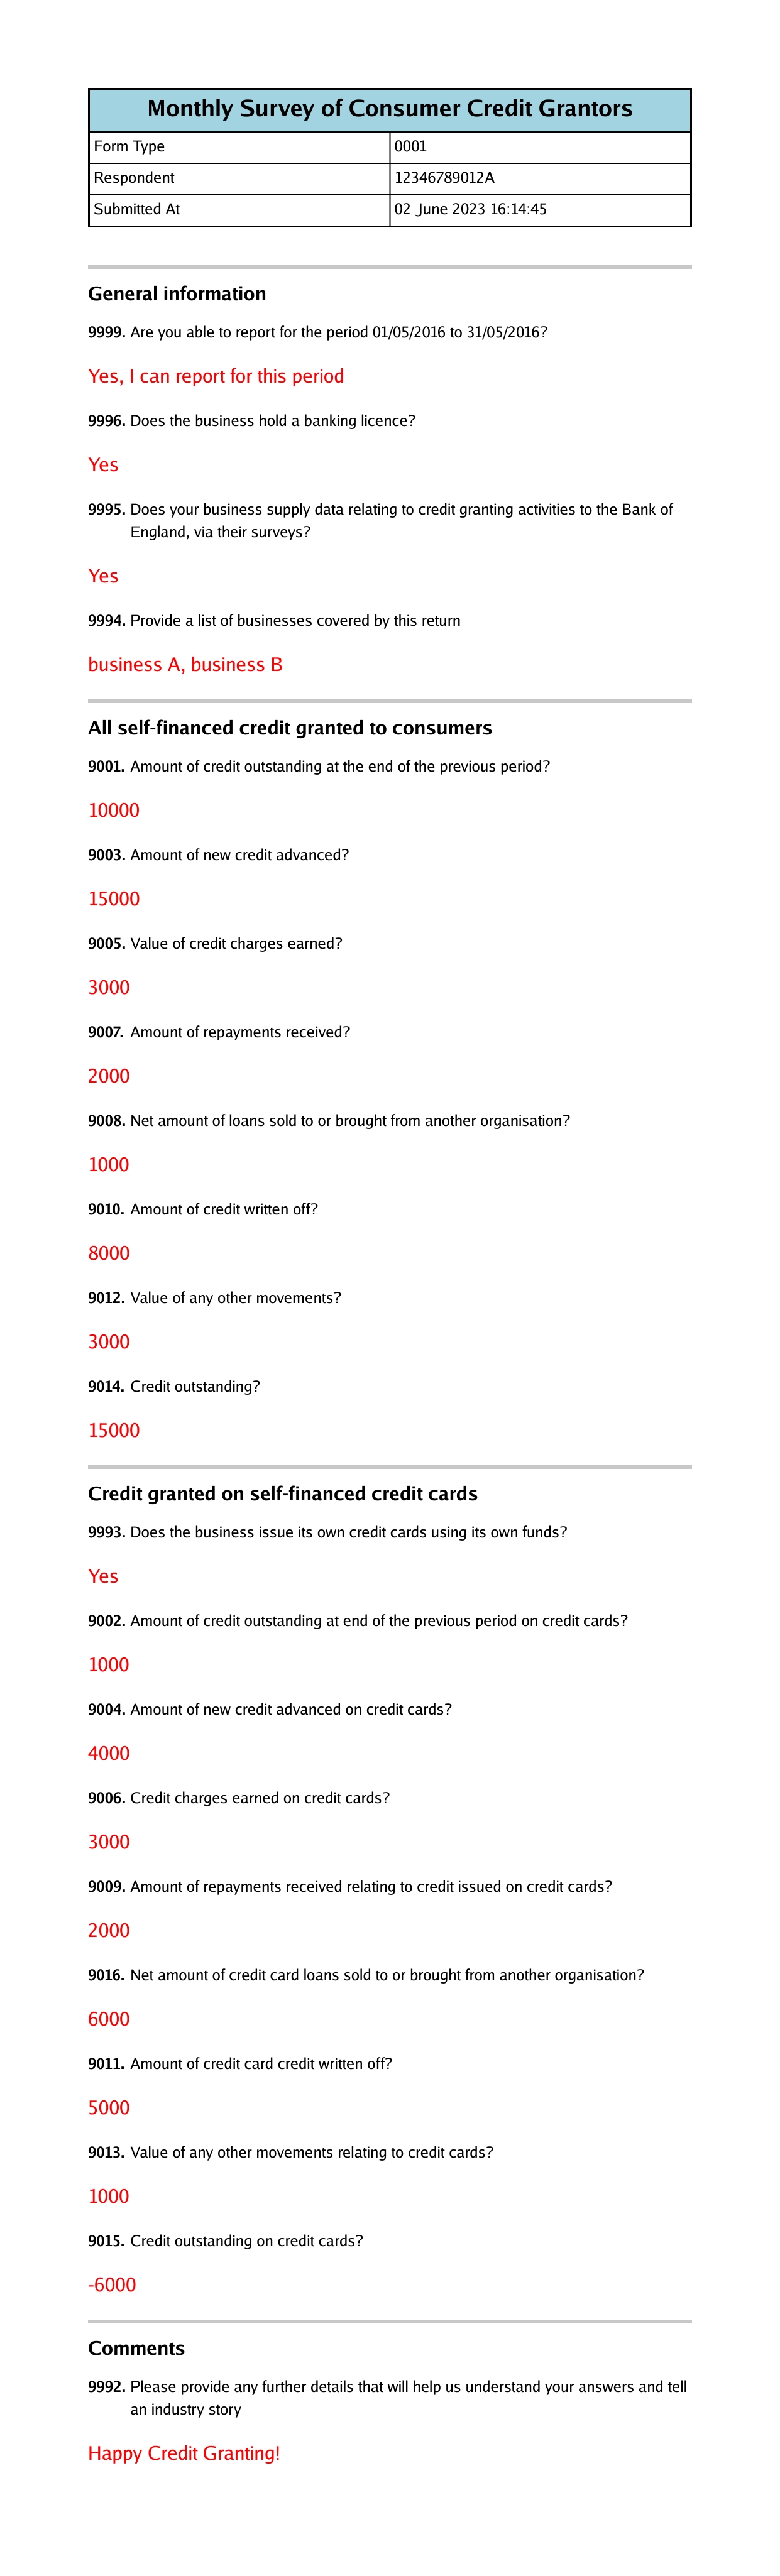 Monthly Survey of Consumer Credit Grantors
Form Type 0001
Respondent 12346789012A
Submitted At 02 June 2023 16:14:45
General information
9999. Are you able to report for the period 01/05/2016 to 31/05/2016?
Yes, I can report for this period
9996. Does the business hold a banking licence?
Yes
9995. Does your business supply data relating to credit granting activities to the Bank of
England, via their surveys?
Yes
9994. Provide a list of businesses covered by this return
business A, business B
All self-financed credit granted to consumers
9001. Amount of credit outstanding at the end of the previous period?
10000
9003. Amount of new credit advanced?
15000
9005. Value of credit charges earned?
3000
9007. Amount of repayments received?
2000
9008. Net amount of loans sold to or brought from another organisation?
1000
9010. Amount of credit written off?
8000
9012. Value of any other movements?
3000
9014. Credit outstanding?
15000
Credit granted on self-financed credit cards
9993. Does the business issue its own credit cards using its own funds?
Yes
9002. Amount of credit outstanding at end of the previous period on credit cards?
1000
9004. Amount of new credit advanced on credit cards?
4000
9006. Credit charges earned on credit cards?
3000
9009. Amount of repayments received relating to credit issued on credit cards?
2000
9016. Net amount of credit card loans sold to or brought from another organisation?
6000
9011. Amount of credit card credit written off?
5000
9013. Value of any other movements relating to credit cards?
1000
9015. Credit outstanding on credit cards?
-6000
Comments
9992. Please provide any further details that will help us understand your answers and tell
an industry story
Happy Credit Granting!